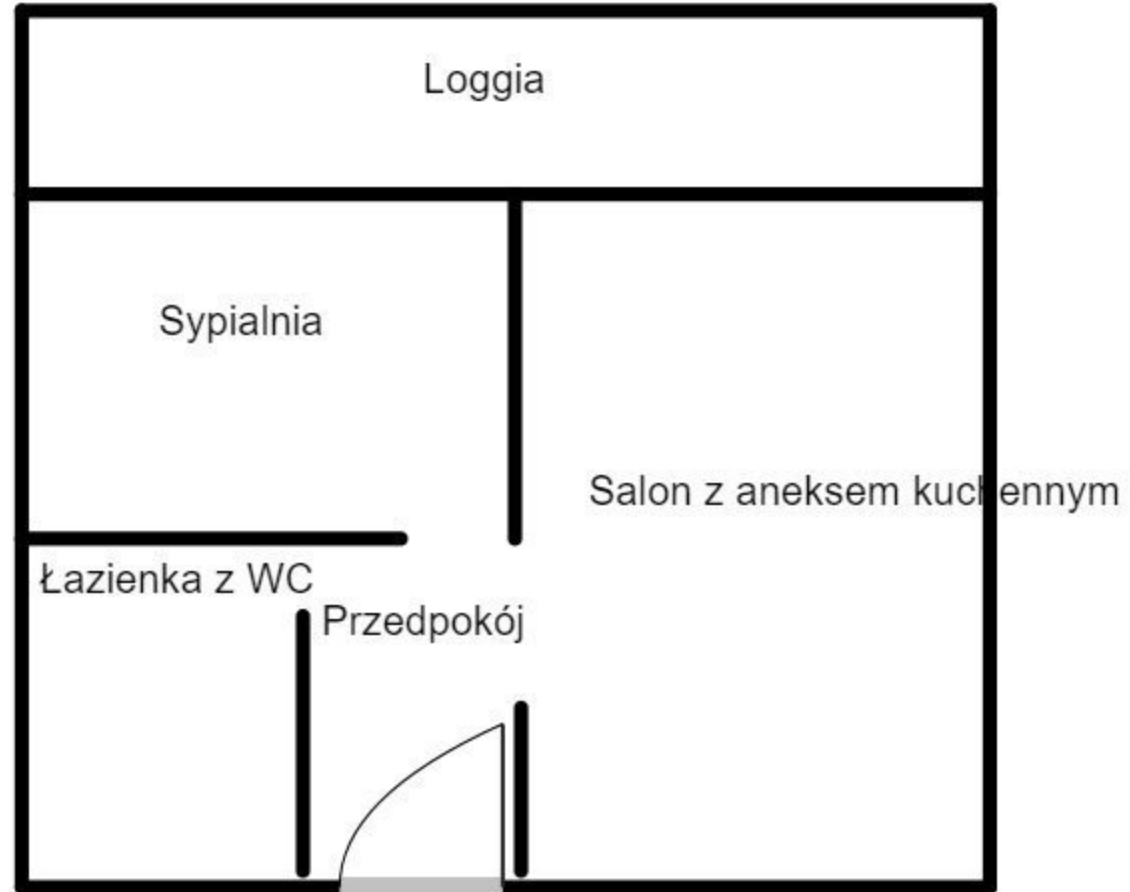 Loggia
Sypialnia
Salon z aneksem kuchennym
Łazienka z WC
Przedpokój